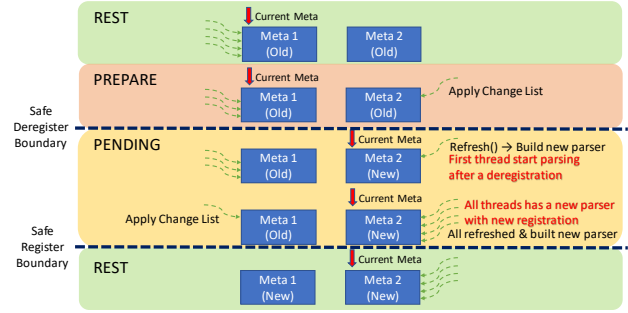 REST
Current Meta
Meta 1
(Old)
Meta 2
(Old)
PREPARE
Current Meta
Meta 1
(Old)
Meta 2
(Old)
Apply Change List
Safe
Deregister
Boundary
PENDING
Current Meta
Meta 1
(Old)
Meta 2
(New)
Refresh() → Build new parser
First thread start parsing
after a deregistration
Current Meta
Apply Change List
Meta 1
(Old)
Meta 2
(New)
All threads has a new parser
with new registration
All refreshed & built new parser
Safe
Register
Boundary
REST
Current Meta
Meta 1
(New)
Meta 2
(New)